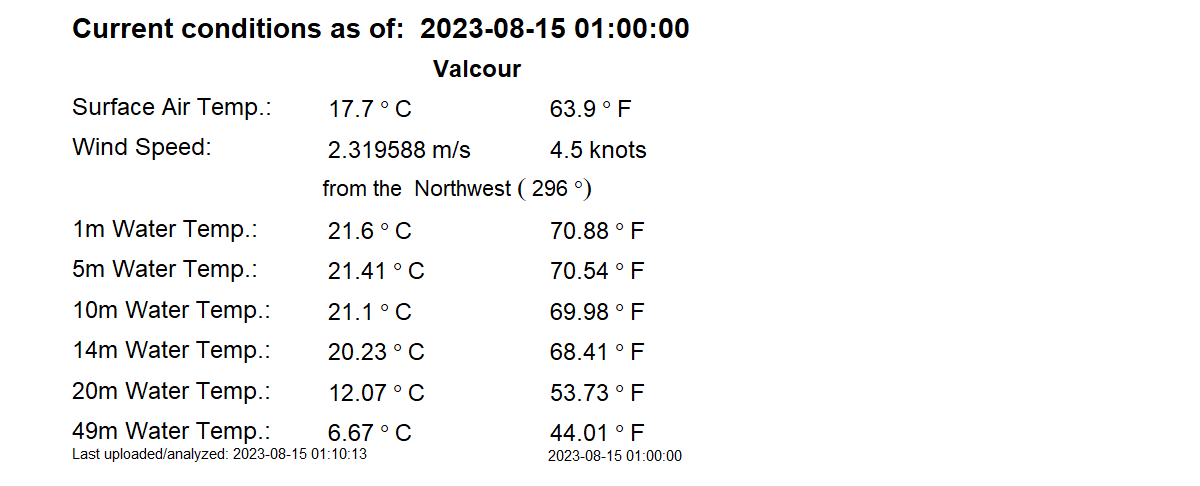 Current conditions as of: 2023-08-15 01:00:00
Valcour
Surface Air Temp.: 17.7 ° C 63.9 ° F
Wind Speed: 2.319588 m/s 4.5 knots
from the Northwest ( 296 °)
1m Water Temp.: 21.6 ° C 70.88 ° F
5m Water Temp.: 21.41 ° C 70.54 ° F
10m Water Temp.: 21.1 ° C 69.98 ° F
14m Water Temp.: 20.23 ° C 68.41 ° F
20m Water Temp.: 12.07 ° C 53.73 ° F
49m Water Temp.: 6.67 ° C 44.01 ° F
Last uploaded/analyzed: 2023-08-15 01:10:13 2023-08-15 01:00:00